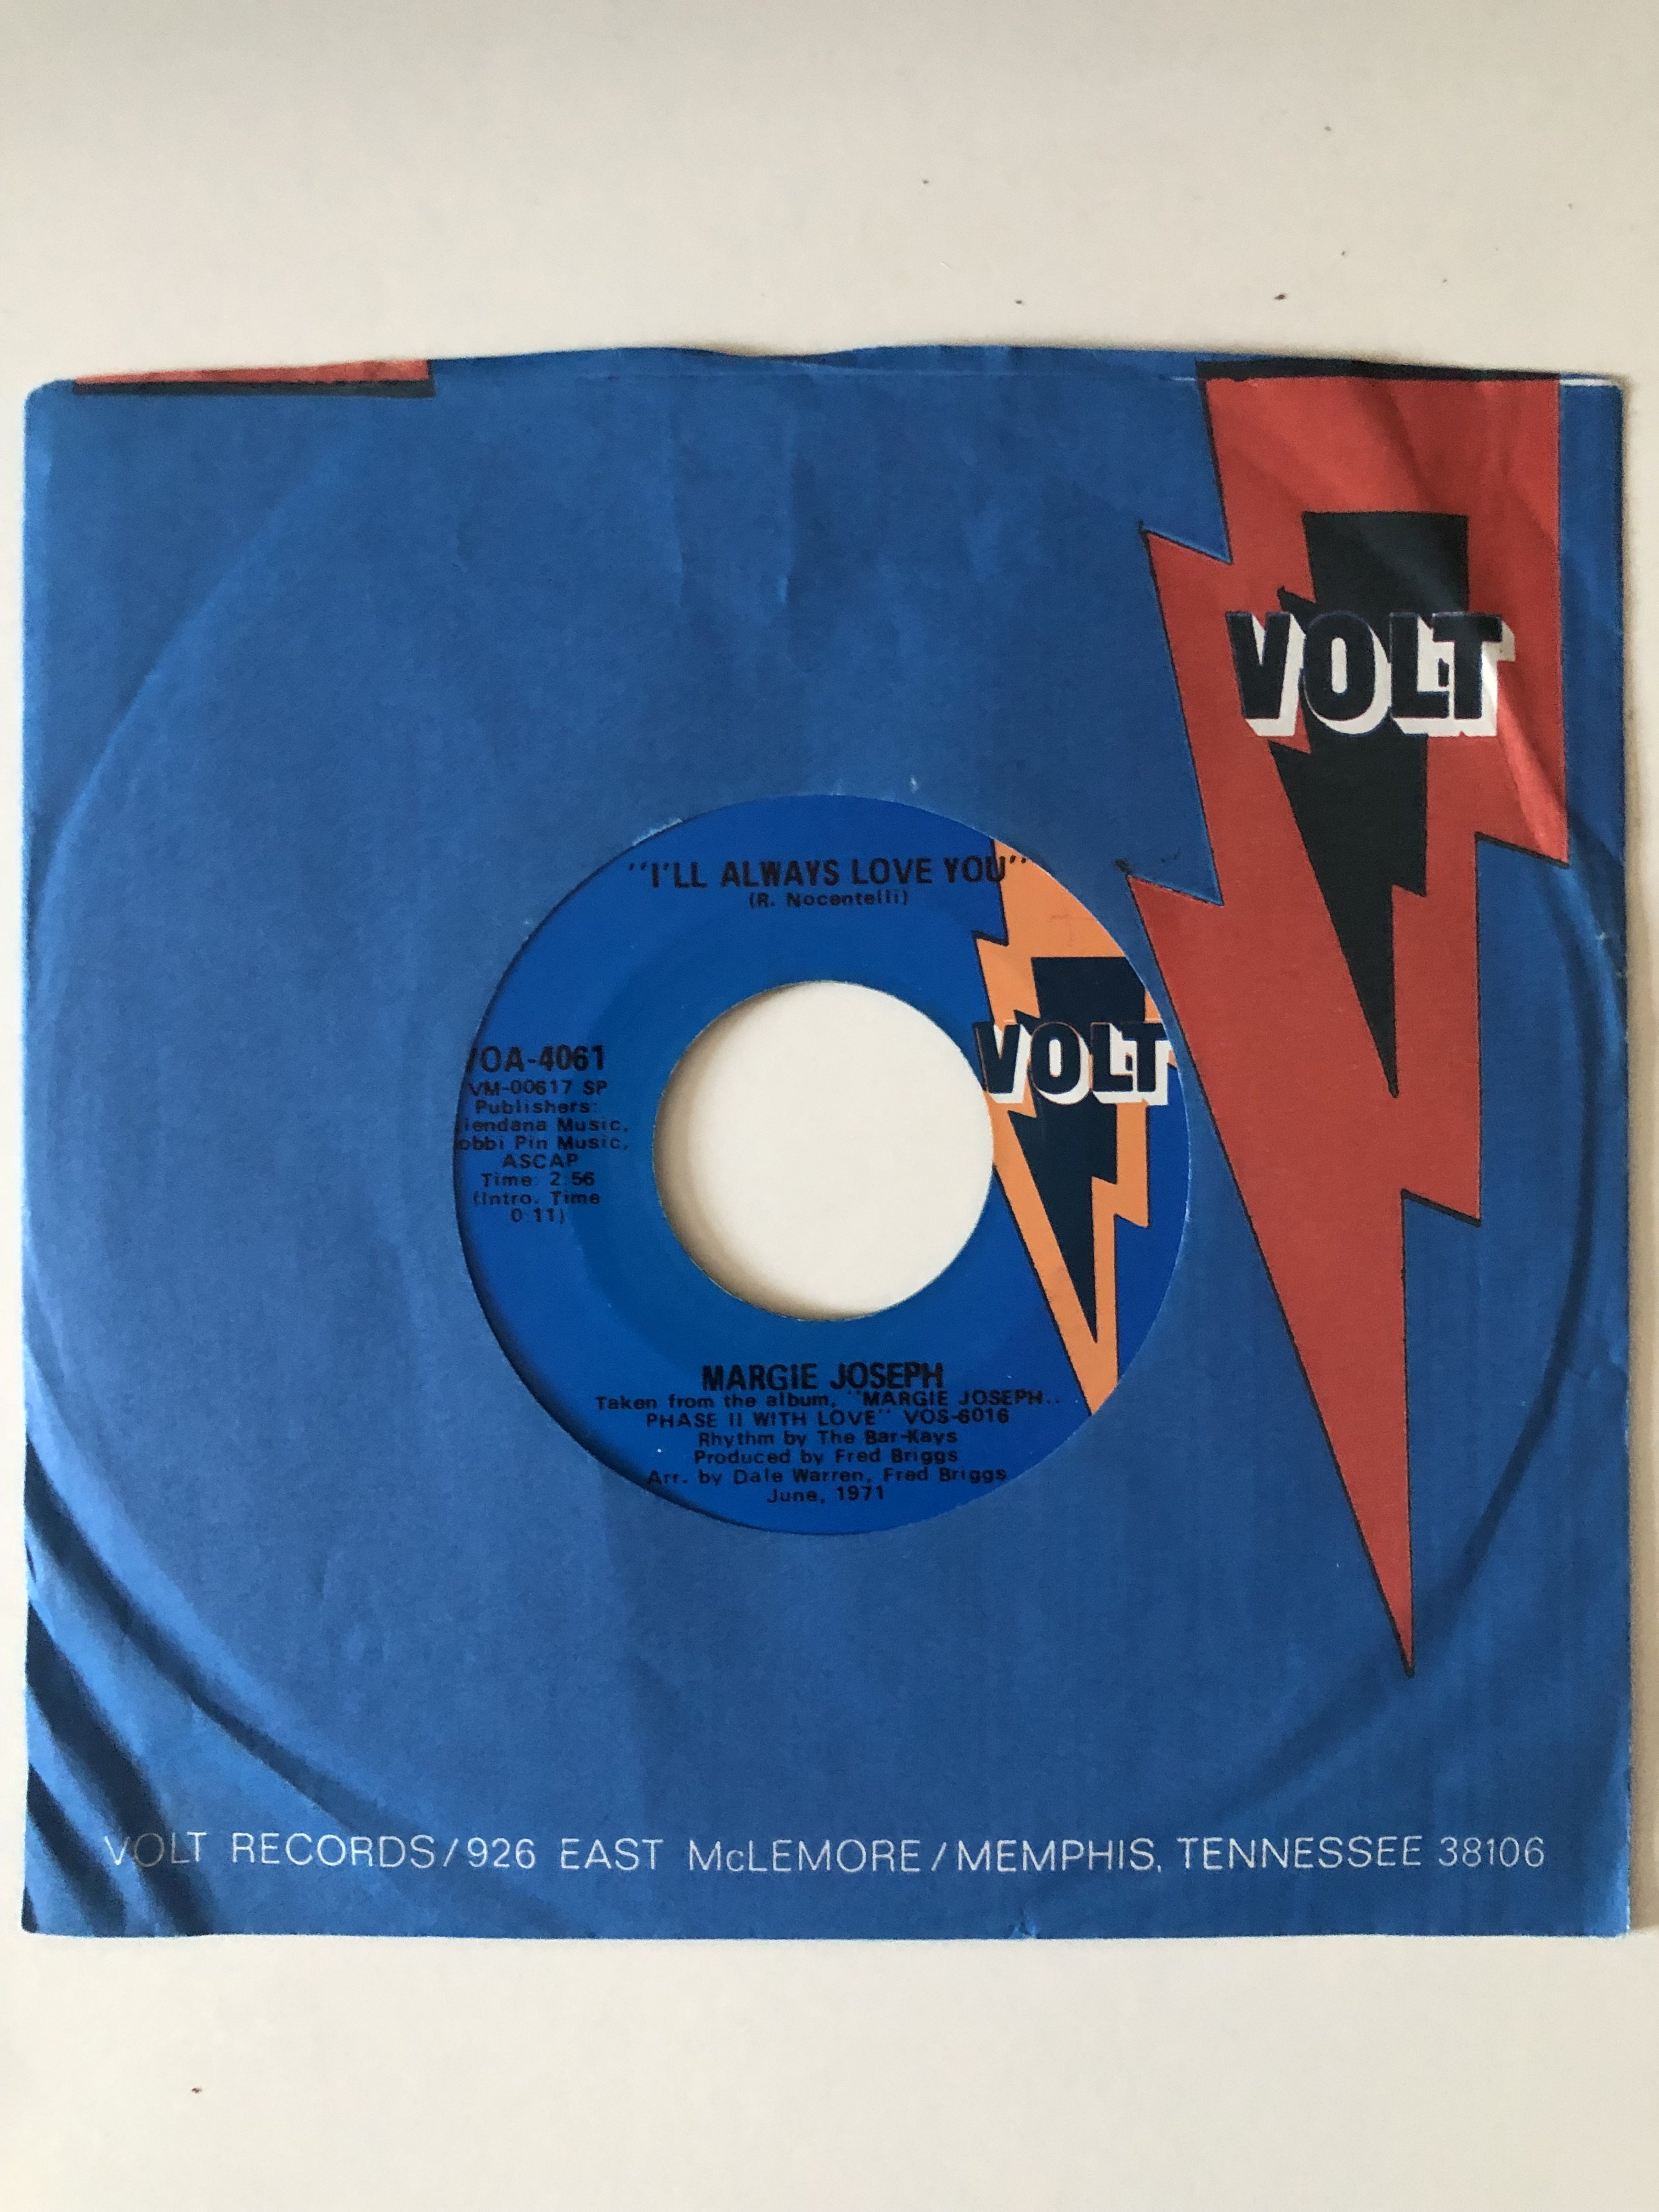 VOLT
"I'LL ALWAYS LOVE YOU"
(R. Nocentelli)
VOLT
VOA-4061
VM-00617 SP
Publishers:
lendana Music,
obbi Pin Music,
ASCAP
Time: 2:56
(Intro. Time
0:11)
MARGIE JOSEPH
Taken from the album, "MARGIE JOSEPH..
PHASE II WITH LOVE" VOS-6016
Rhythm by The Bar-Kays
Produced by Fred Briggs
Arr. by Dale Warren, Fred Briggs
June, 1971
VOLT RECORDS/926 EAST McLEMORE/MEMPHIS, TENNESSEE 38106